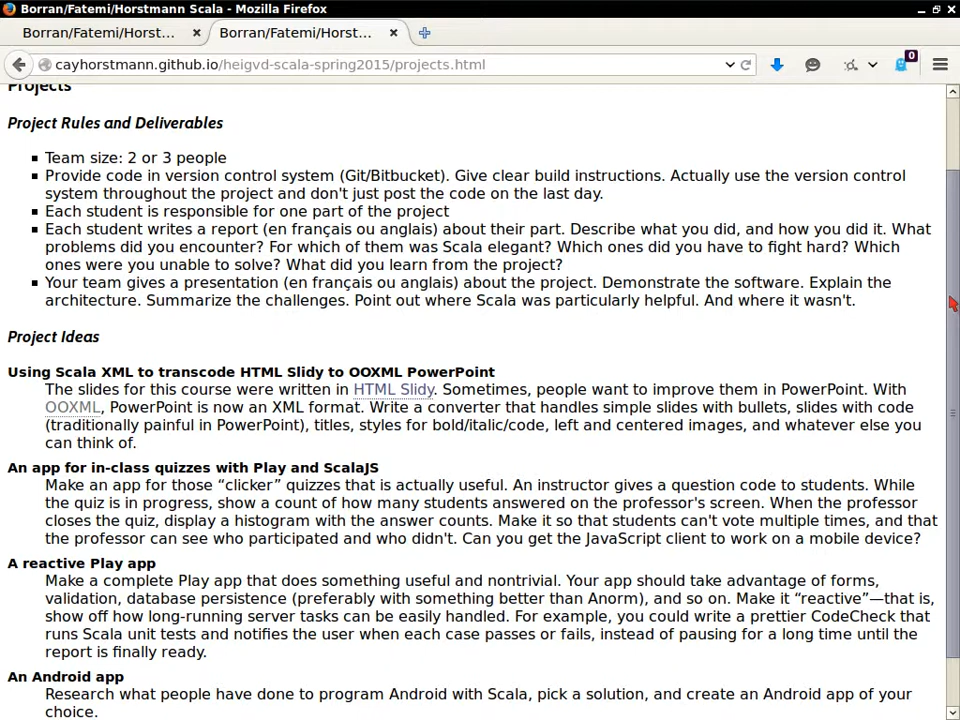 Borran/Fatemi/Horstmann Scala - Mozilla Firefox
Borran/Fatemi/Horst...
Borran/Fatemi/Horst...
cayhorstmann.github.io/heigvd-scala-spring2015/projects.html
0
Projects
Project Rules and Deliverables
Team size: 2 or 3 people
Provide code in version control system (Git/Bitbucket). Give clear build instructions. Actually use the version control
system throughout the project and don't just post the code on the last day.
Each student is responsible for one part of the project
Each student writes a report (en français ou anglais) about their part. Describe what you did, and how you did it. What
problems did you encounter? For which of them was Scala elegant? Which ones did you have to fight hard? Which
ones were you unable to solve? What did you learn from the project?
Your team gives a presentation (en français ou anglais) about the project. Demonstrate the software. Explain the
architecture. Summarize the challenges. Point out where Scala was particularly helpful. And where it wasn't.
Project Ideas
Using Scala XML to transcode HTML Slidy to OOXML PowerPoint
The slides for this course were written in HTML Slidy. Sometimes, people want to improve them in PowerPoint. With
OOXML, PowerPoint is now an XML format. Write a converter that handles simple slides with bullets, slides with code
(traditionally painful in PowerPoint), titles, styles for bold/italic/code, left and centered images, and whatever else you
can think of.
An app for in-class quizzes with Play and ScalaJS
Make an app for those “clicker” quizzes that is actually useful. An instructor gives a question code to students. While
the quiz is in progress, show a count of how many students answered on the professor's screen. When the professor
closes the quiz, display a histogram with the answer counts. Make it so that students can't vote multiple times, and that
the professor can see who participated and who didn't. Can you get the JavaScript client to work on a mobile device?
A reactive Play app
Make a complete Play app that does something useful and nontrivial. Your app should take advantage of forms,
validation, database persistence (preferably with something better than Anorm), and so on. Make it “reactive”—that is,
show off how long-running server tasks can be easily handled. For example, you could write a prettier CodeCheck that
runs Scala unit tests and notifies the user when each case passes or fails, instead of pausing for a long time until the
report is finally ready.
An Android app
Research what people have done to program Android with Scala, pick a solution, and create an Android app of your
choice.